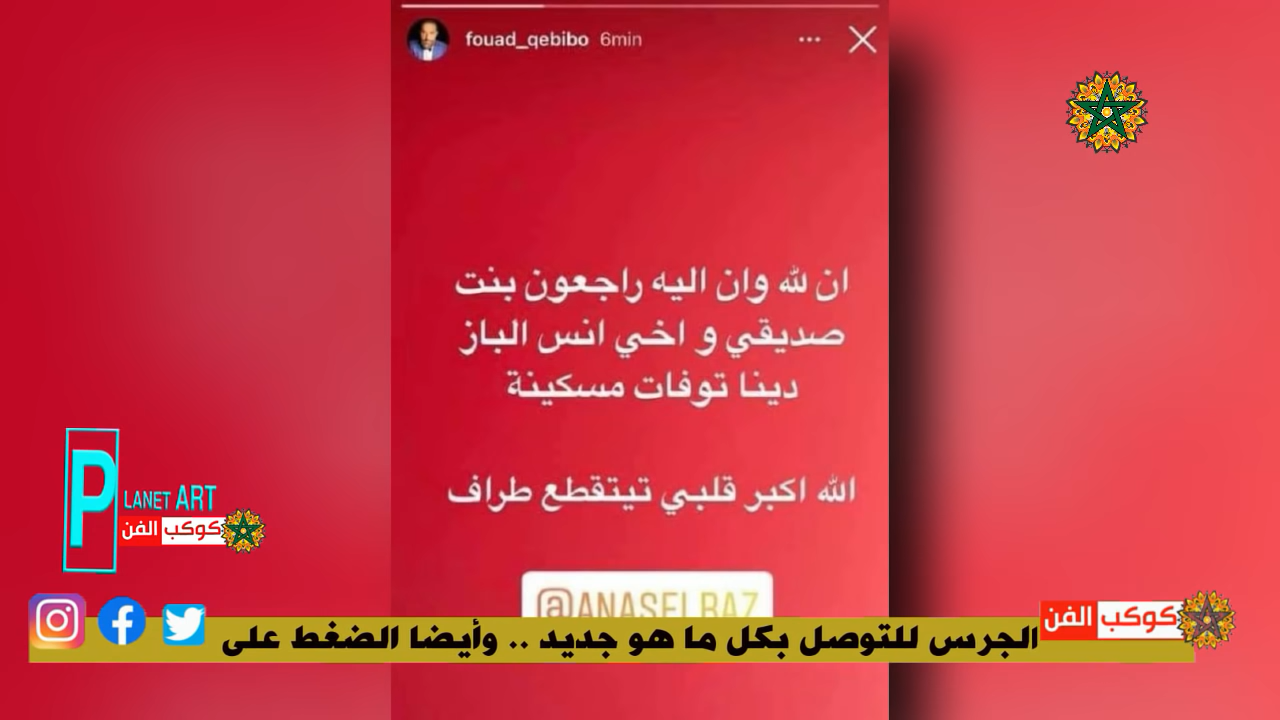 fouad_qebibo 6min
ان لله وان اليه راجعون بنت
صديقي و اخي انس الباز
دينا توفات مسكينة
الله اكبر قلبي تيتقطع طراف
@ANASELBAZ
PLANET ART
كوكب الفن
الجرس للتوصل بكل ما هو جديد .. وأيضا الضغط على
كوكب الفن